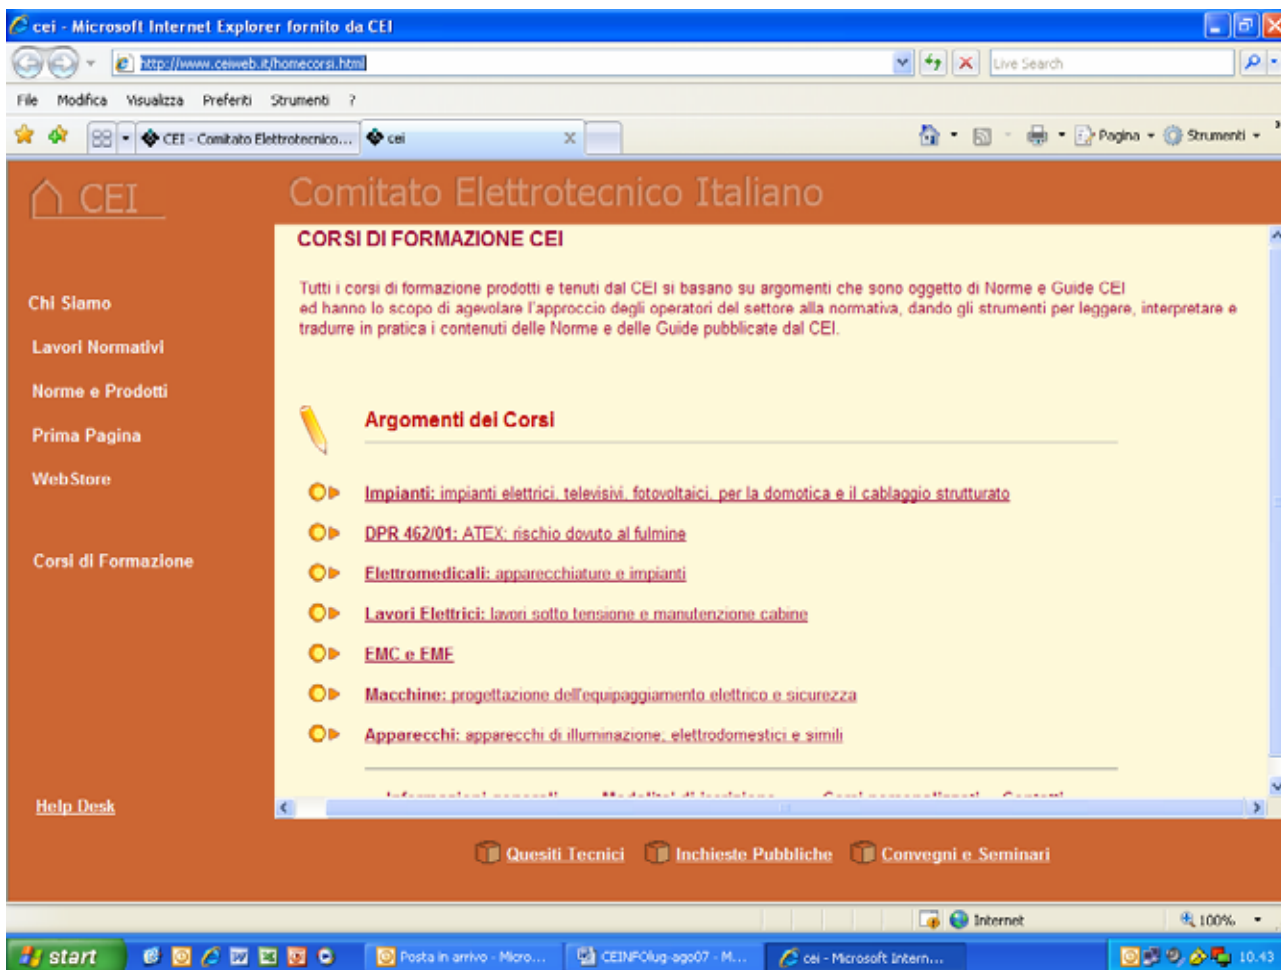 cei - Microsoft Internet Explorer fornito da CEI
http://www.ceiweb.it/homecorsi.html
Live Search
File Modifica Visualizza Preferiti Strumenti ?
CEI - Comitato Elettrotecnico... cei Pagina Strumenti
CEI
Comitato Elettrotecnico Italiano
CORSI DI FORMAZIONE CEI
Tutti i corsi di formazione prodotti e tenuti dal CEI si basano su argomenti che sono oggetto di Norme e Guide CEI
ed hanno lo scopo di agevolare l'approccio degli operatori del settore alla normativa, dando gli strumenti per leggere, interpretare e
tradurre in pratica i contenuti delle Norme e delle Guide pubblicate dal CEI.
Chi Siamo
Lavori Normativi
Norme e Prodotti
Prima Pagina
WebStore
Corsi di Formazione
Help Desk
Argomenti dei Corsi
Impianti: impianti elettrici, televisivi, fotovoltaici, per la domotica e il cablaggio strutturato
DPR 462/01: ATEX; rischio dovuto al fulmine
Elettromedicali: apparecchiature e impianti
Lavori Elettrici: lavori sotto tensione e manutenzione cabine
EMC e EMF
Macchine: progettazione dell'equipaggiamento elettrico e sicurezza
Apparecchi: apparecchi di illuminazione; elettrodomestici e simili
Quesiti Tecnici Inchieste Pubbliche Convegni e Seminari
Internet 100%
start Posta in arrivo - Micro... CEINFOlug-ago07 - M... cei - Microsoft Intern... 10.43